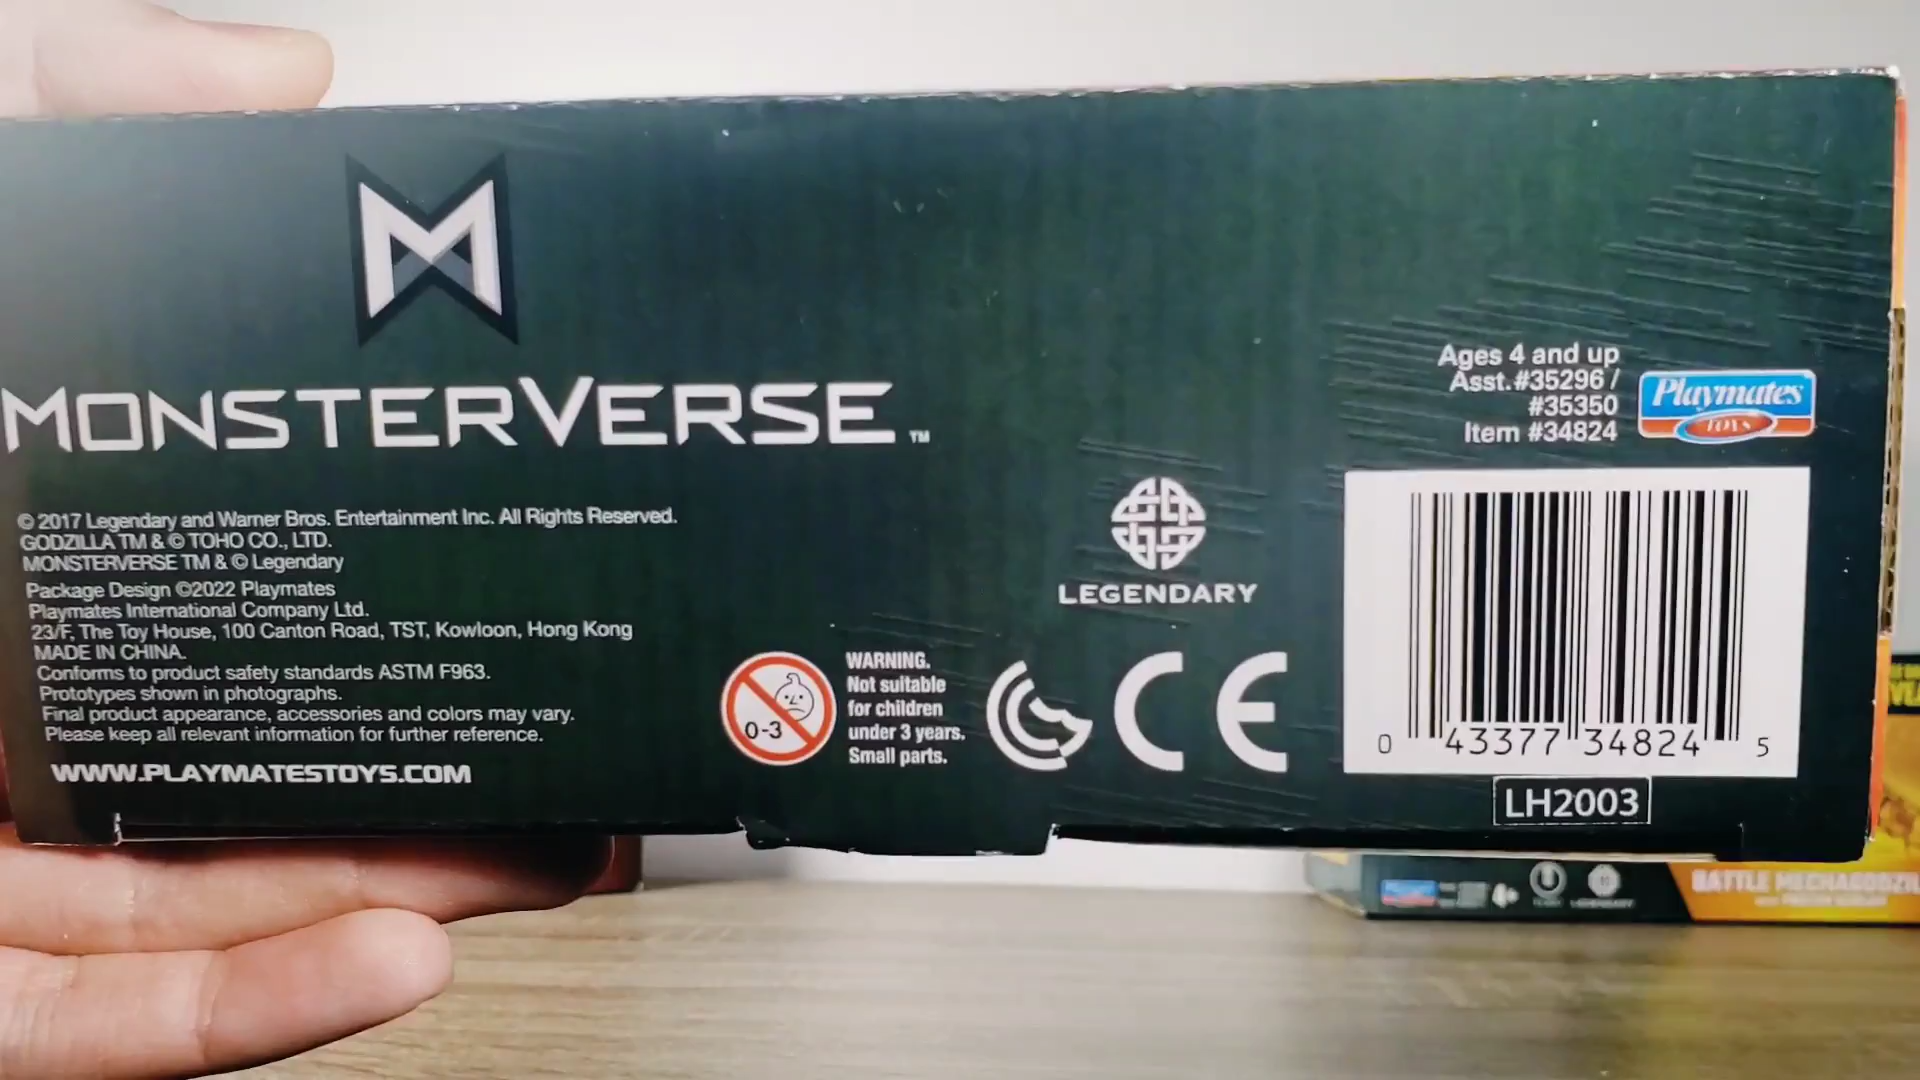 MONSTERVERSE™
© 2017 Legendary and Warner Bros. Entertainment Inc. All Rights Reserved.
GODZILLA TM & © TOHO CO., LTD.
MONSTERVERSE TM & © Legendary
Package Design ©2022 Playmates
Playmates International Company Ltd.
23/F, The Toy House, 100 Canton Road, TST, Kowloon, Hong Kong
MADE IN CHINA.
Conforms to product safety standards ASTM F963.
Prototypes shown in photographs.
Final product appearance, accessories and colors may vary.
Please keep all relevant information for further reference.
WWW.PLAYMATESTOYS.COM
0-3
WARNING.
Not suitable
for children
under 3 years.
Small parts.
LEGENDARY
CE
Ages 4 and up
Asst.#35296 /
#35350
Item #34824
Playmates
TOYS
0 43377 34824 5
LH2003
BATTLE MECHAGODZIL